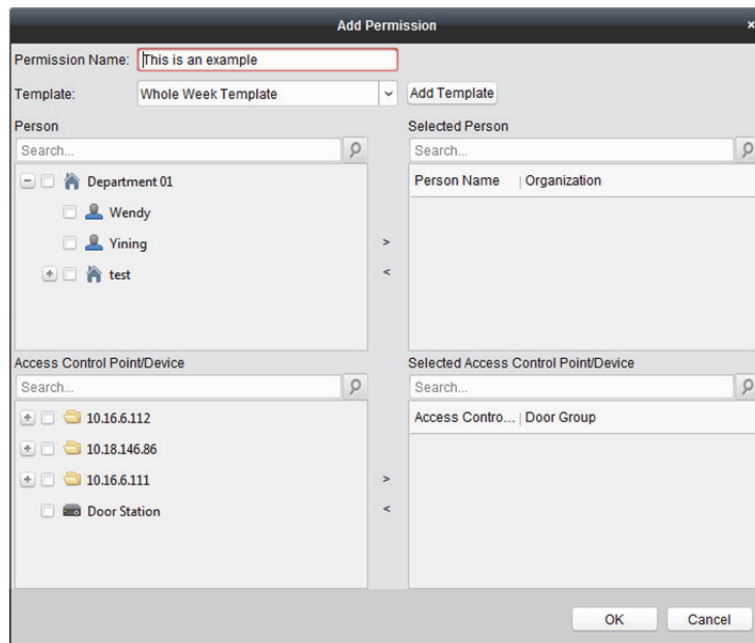 Add Permission
Permission Name: This is an example
Template: Whole Week Template Add Template
Person
Search...
Department 01
Wendy
Yining
test
Selected Person
Search...
Person Name Organization
Access Control Point/Device
Search...
10.16.6.112
10.18.146.86
10.16.6.111
Door Station
Selected Access Control Point/Device
Search...
Access Contro... Door Group
OK Cancel